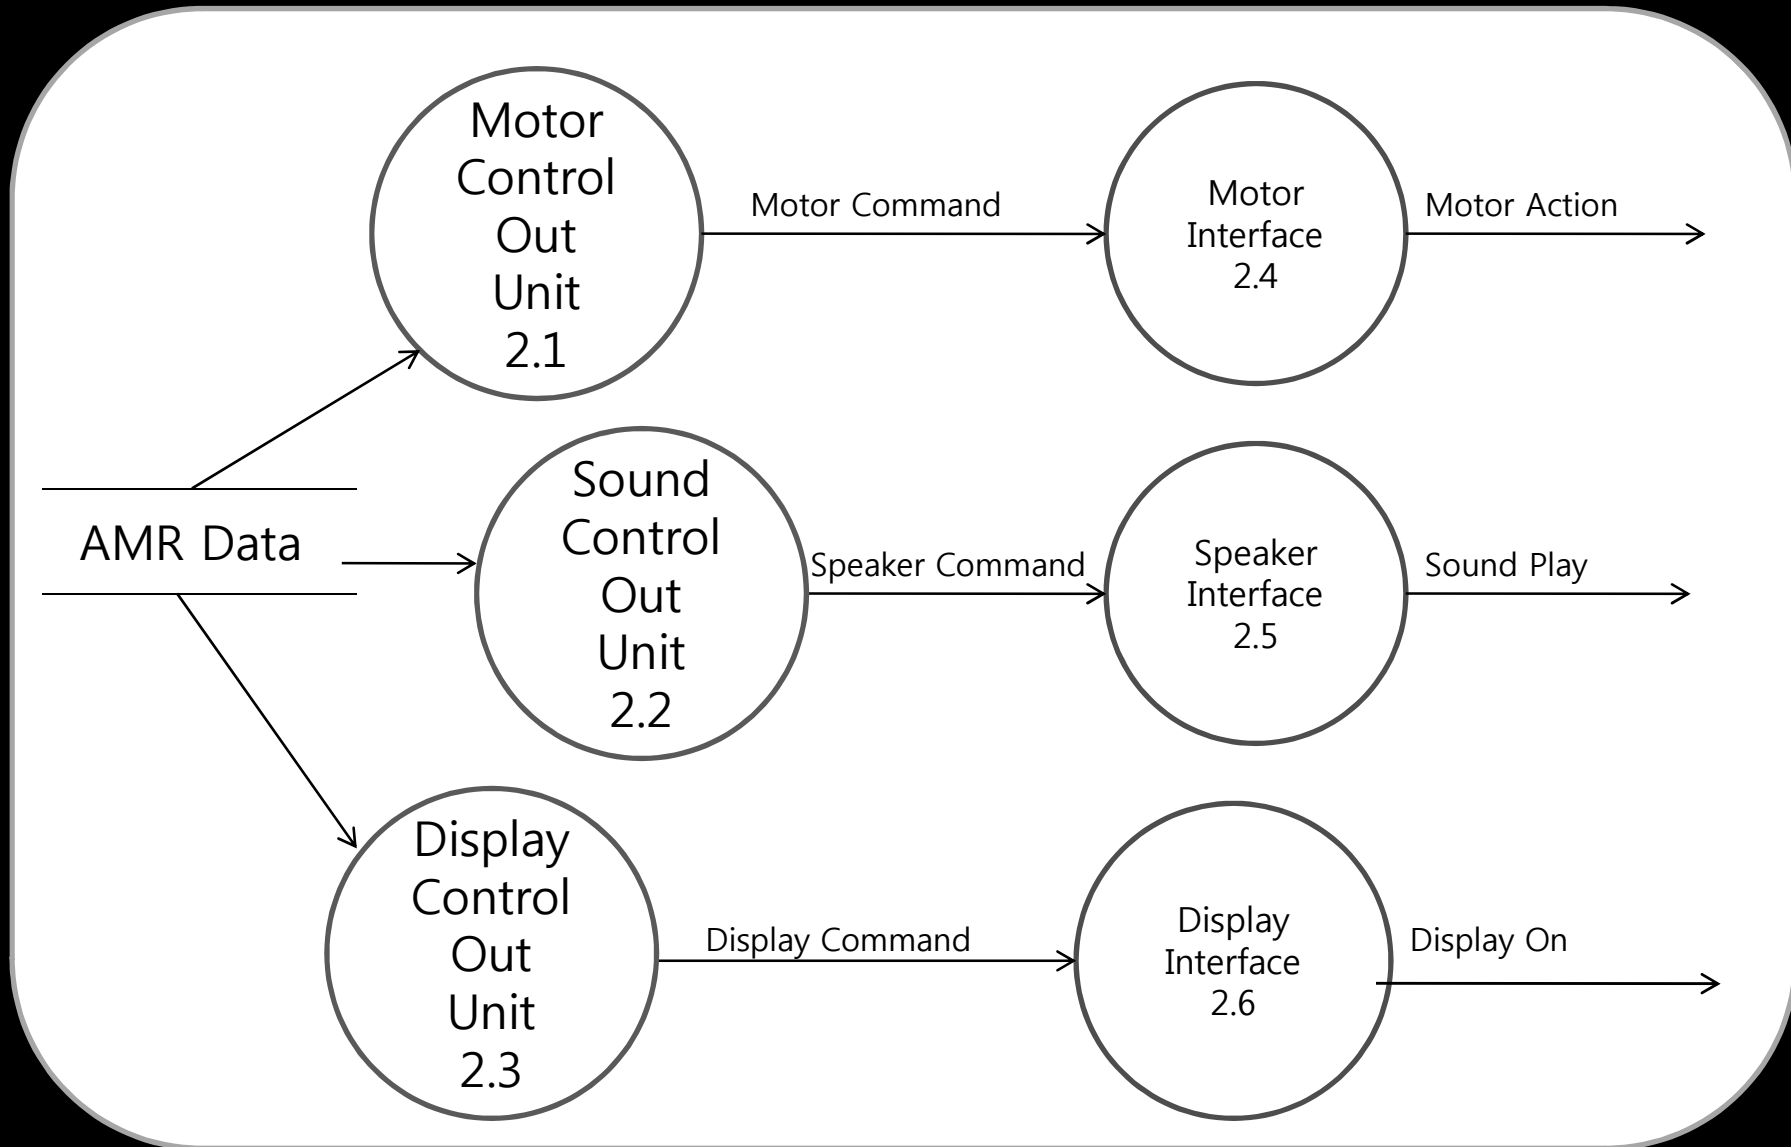 Motor
Control
Out
Unit
2.1
Motor Command
Motor
Interface
2.4
Motor Action
AMR Data
Sound
Control
Out
Unit
2.2
Speaker Command
Speaker
Interface
2.5
Sound Play
Display
Control
Out
Unit
2.3
Display Command
Display
Interface
2.6
Display On